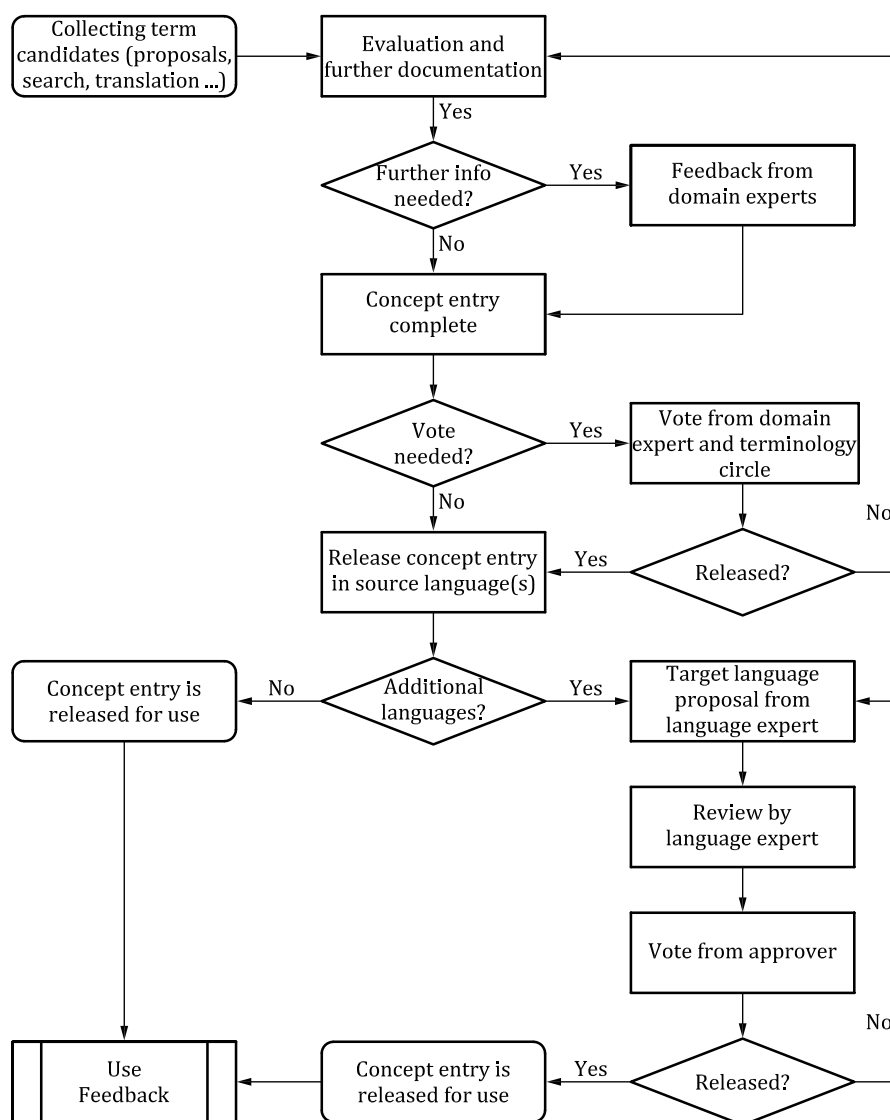 Collecting term
candidates (proposals,
search, translation ...)
Evaluation and
further documentation
Yes
Further info
needed?
Yes
Feedback from
domain experts
No
Concept entry
complete
Vote
needed?
Yes
Vote from domain
expert and terminology
circle
No
No
Release concept entry
in source language(s)
Yes
Released?
Concept entry is
released for use
No
Additional
languages?
Yes
Target language
proposal from
language expert
Review by
language expert
Vote from approver
No
Use
Feedback
Concept entry is
released for use
Yes
Released?